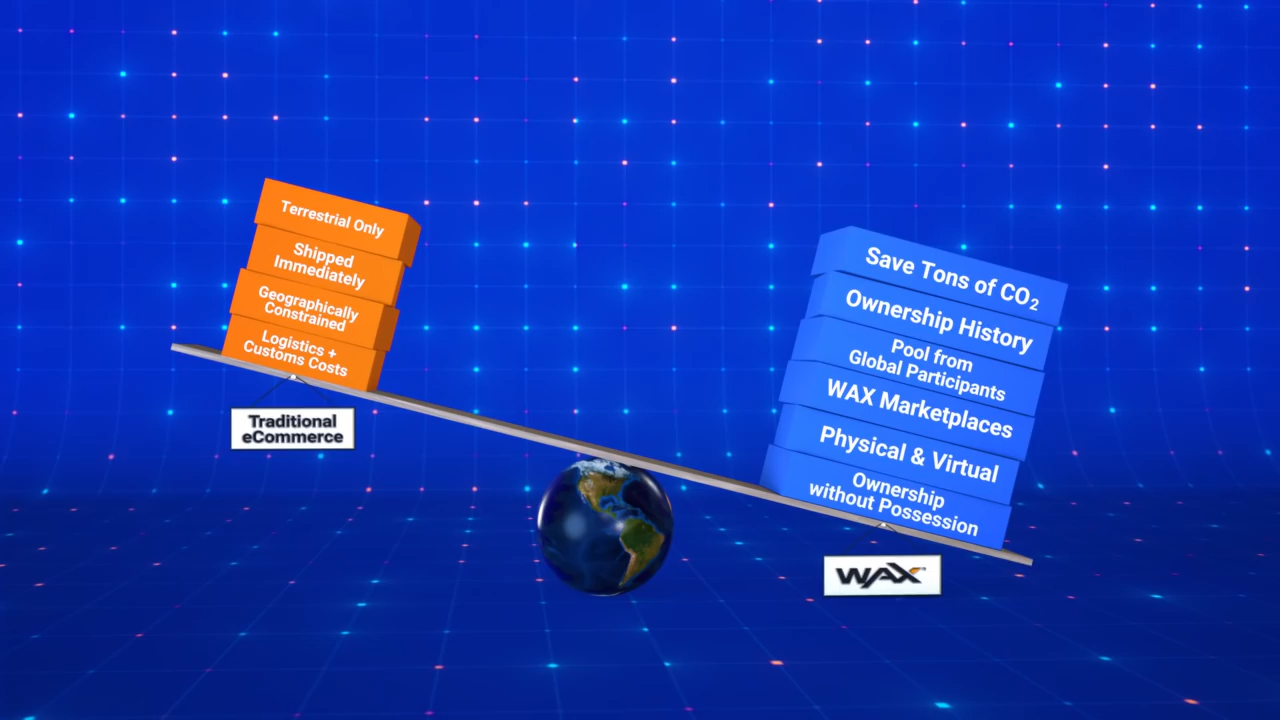 Terrestrial Only
Shipped
Immediately
Geographically
Constrained
Logistics +
Customs Costs
Traditional
eCommerce
Save Tons of CO₂
Ownership History
Pool from
Global Participants
WAX Marketplaces
Physical & Virtual
Ownership
without Possession
WAX